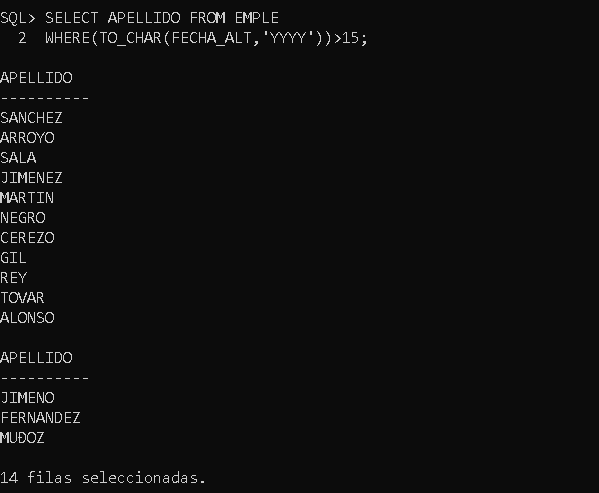 SQL> SELECT APELLIDO FROM EMPLE
  2  WHERE(TO_CHAR(FECHA_ALT,'YYYY'))>15;
APELLIDO
----------
SANCHEZ
ARROYO
SALA
JIMENEZ
MARTIN
NEGRO
CEREZO
GIL
REY
TOVAR
ALONSO
APELLIDO
----------
JIMENO
FERNANDEZ
MUÐOZ
14 filas seleccionadas.